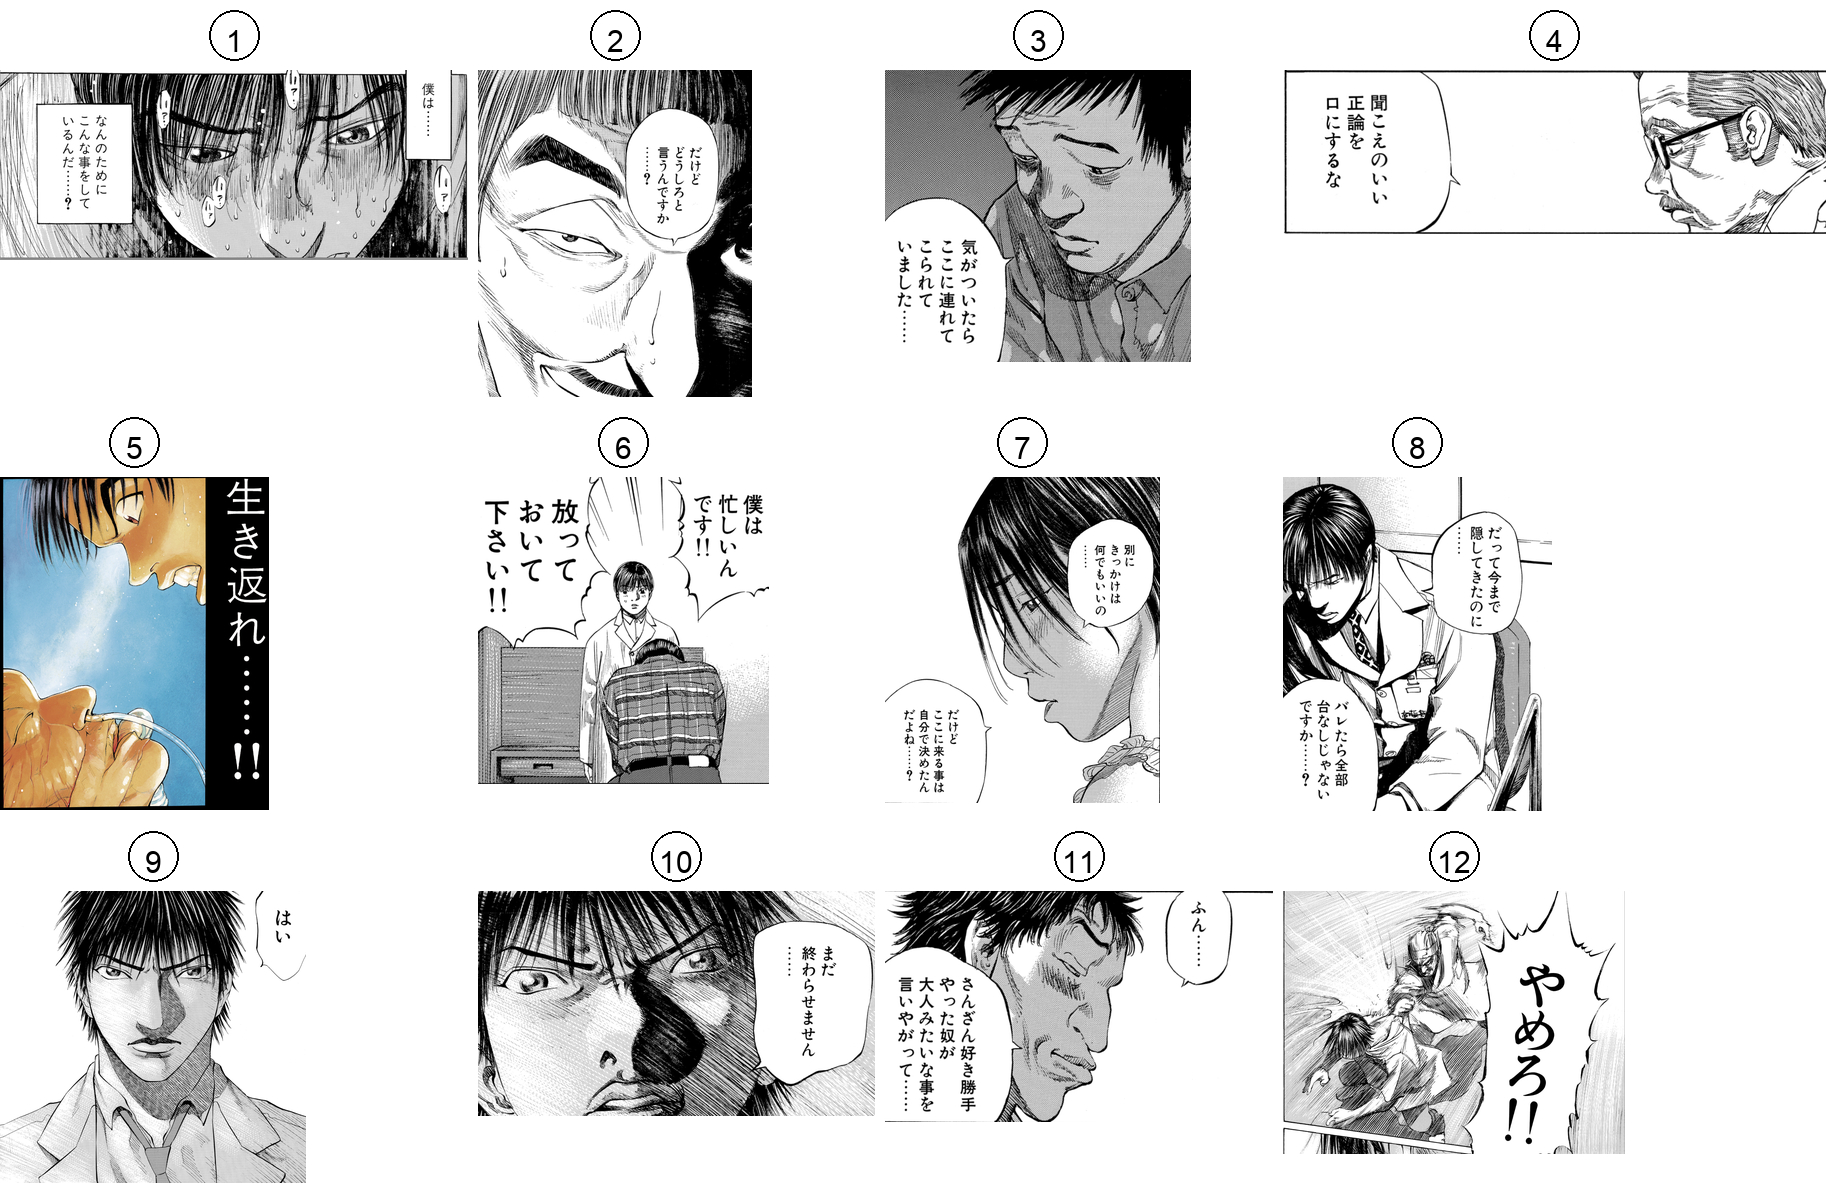 1
僕は……
なんのために
こんな事をして
いるんだ……？
!?
!?
!?
!?
!?
2
だけど
どうしろと
言うんですか
……？
3
気がついたら
ここに連れて
こられて
いました……
4
聞こえのいい
正論を
口にするな
5
生き返れ……!!
6
僕は
忙しいん
です!!
放って
おいて
下さい!!
7
別に
きっかけは
何でもいいの
……
だけど
ここに来る事は
自分で決めたん
だよね……？
8
だって今まで
隠してきたのに
……
バレたら全部
台なしじゃない
ですか……？
9
はい
10
まだ
終わらせません
……
11
ふん……
さんざん好き勝手
やった奴が
大人みたいな事を
言いやがって……
12
やめろ!!